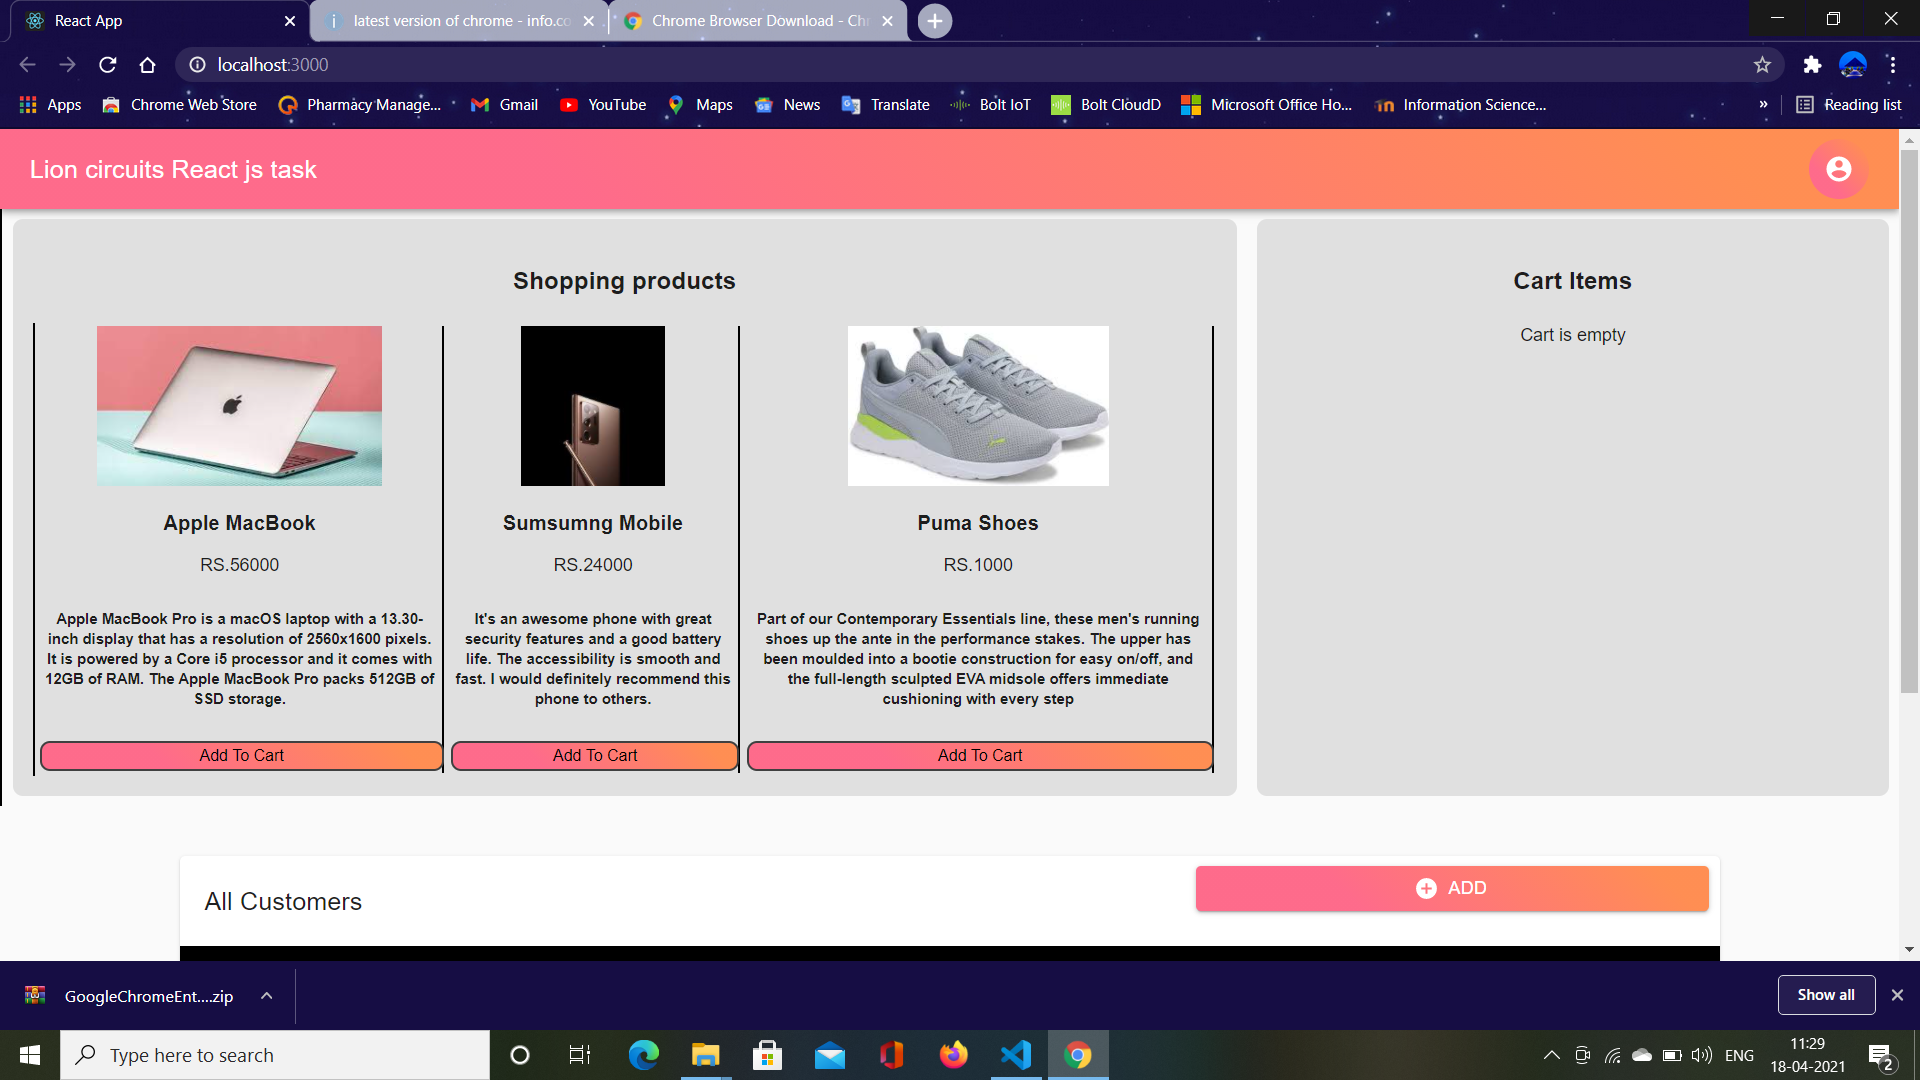 React App
latest version of chrome - info.co
Chrome Browser Download - Chr
localhost:3000
Apps
Chrome Web Store
Pharmacy Manage...
Gmail
YouTube
Maps
News
Translate
Bolt IoT
Bolt CloudD
Microsoft Office Ho...
Information Science...
»
Reading list
Lion circuits React js task
Shopping products
Apple MacBook
RS.56000
Apple MacBook Pro is a macOS laptop with a 13.30-
inch display that has a resolution of 2560x1600 pixels.
It is powered by a Core i5 processor and it comes with
12GB of RAM. The Apple MacBook Pro packs 512GB of
SSD storage.
Add To Cart
Sumsumng Mobile
RS.24000
It's an awesome phone with great
security features and a good battery
life. The accessibility is smooth and
fast. I would definitely recommend this
phone to others.
Add To Cart
Puma Shoes
RS.1000
Part of our Contemporary Essentials line, these men's running
shoes up the ante in the performance stakes. The upper has
been moulded into a bootie construction for easy on/off, and
the full-length sculpted EVA midsole offers immediate
cushioning with every step
Add To Cart
Cart Items
Cart is empty
All Customers
ADD
GoogleChromeEnt....zip
Show all
Type here to search
ENG
11:29
18-04-2021
2